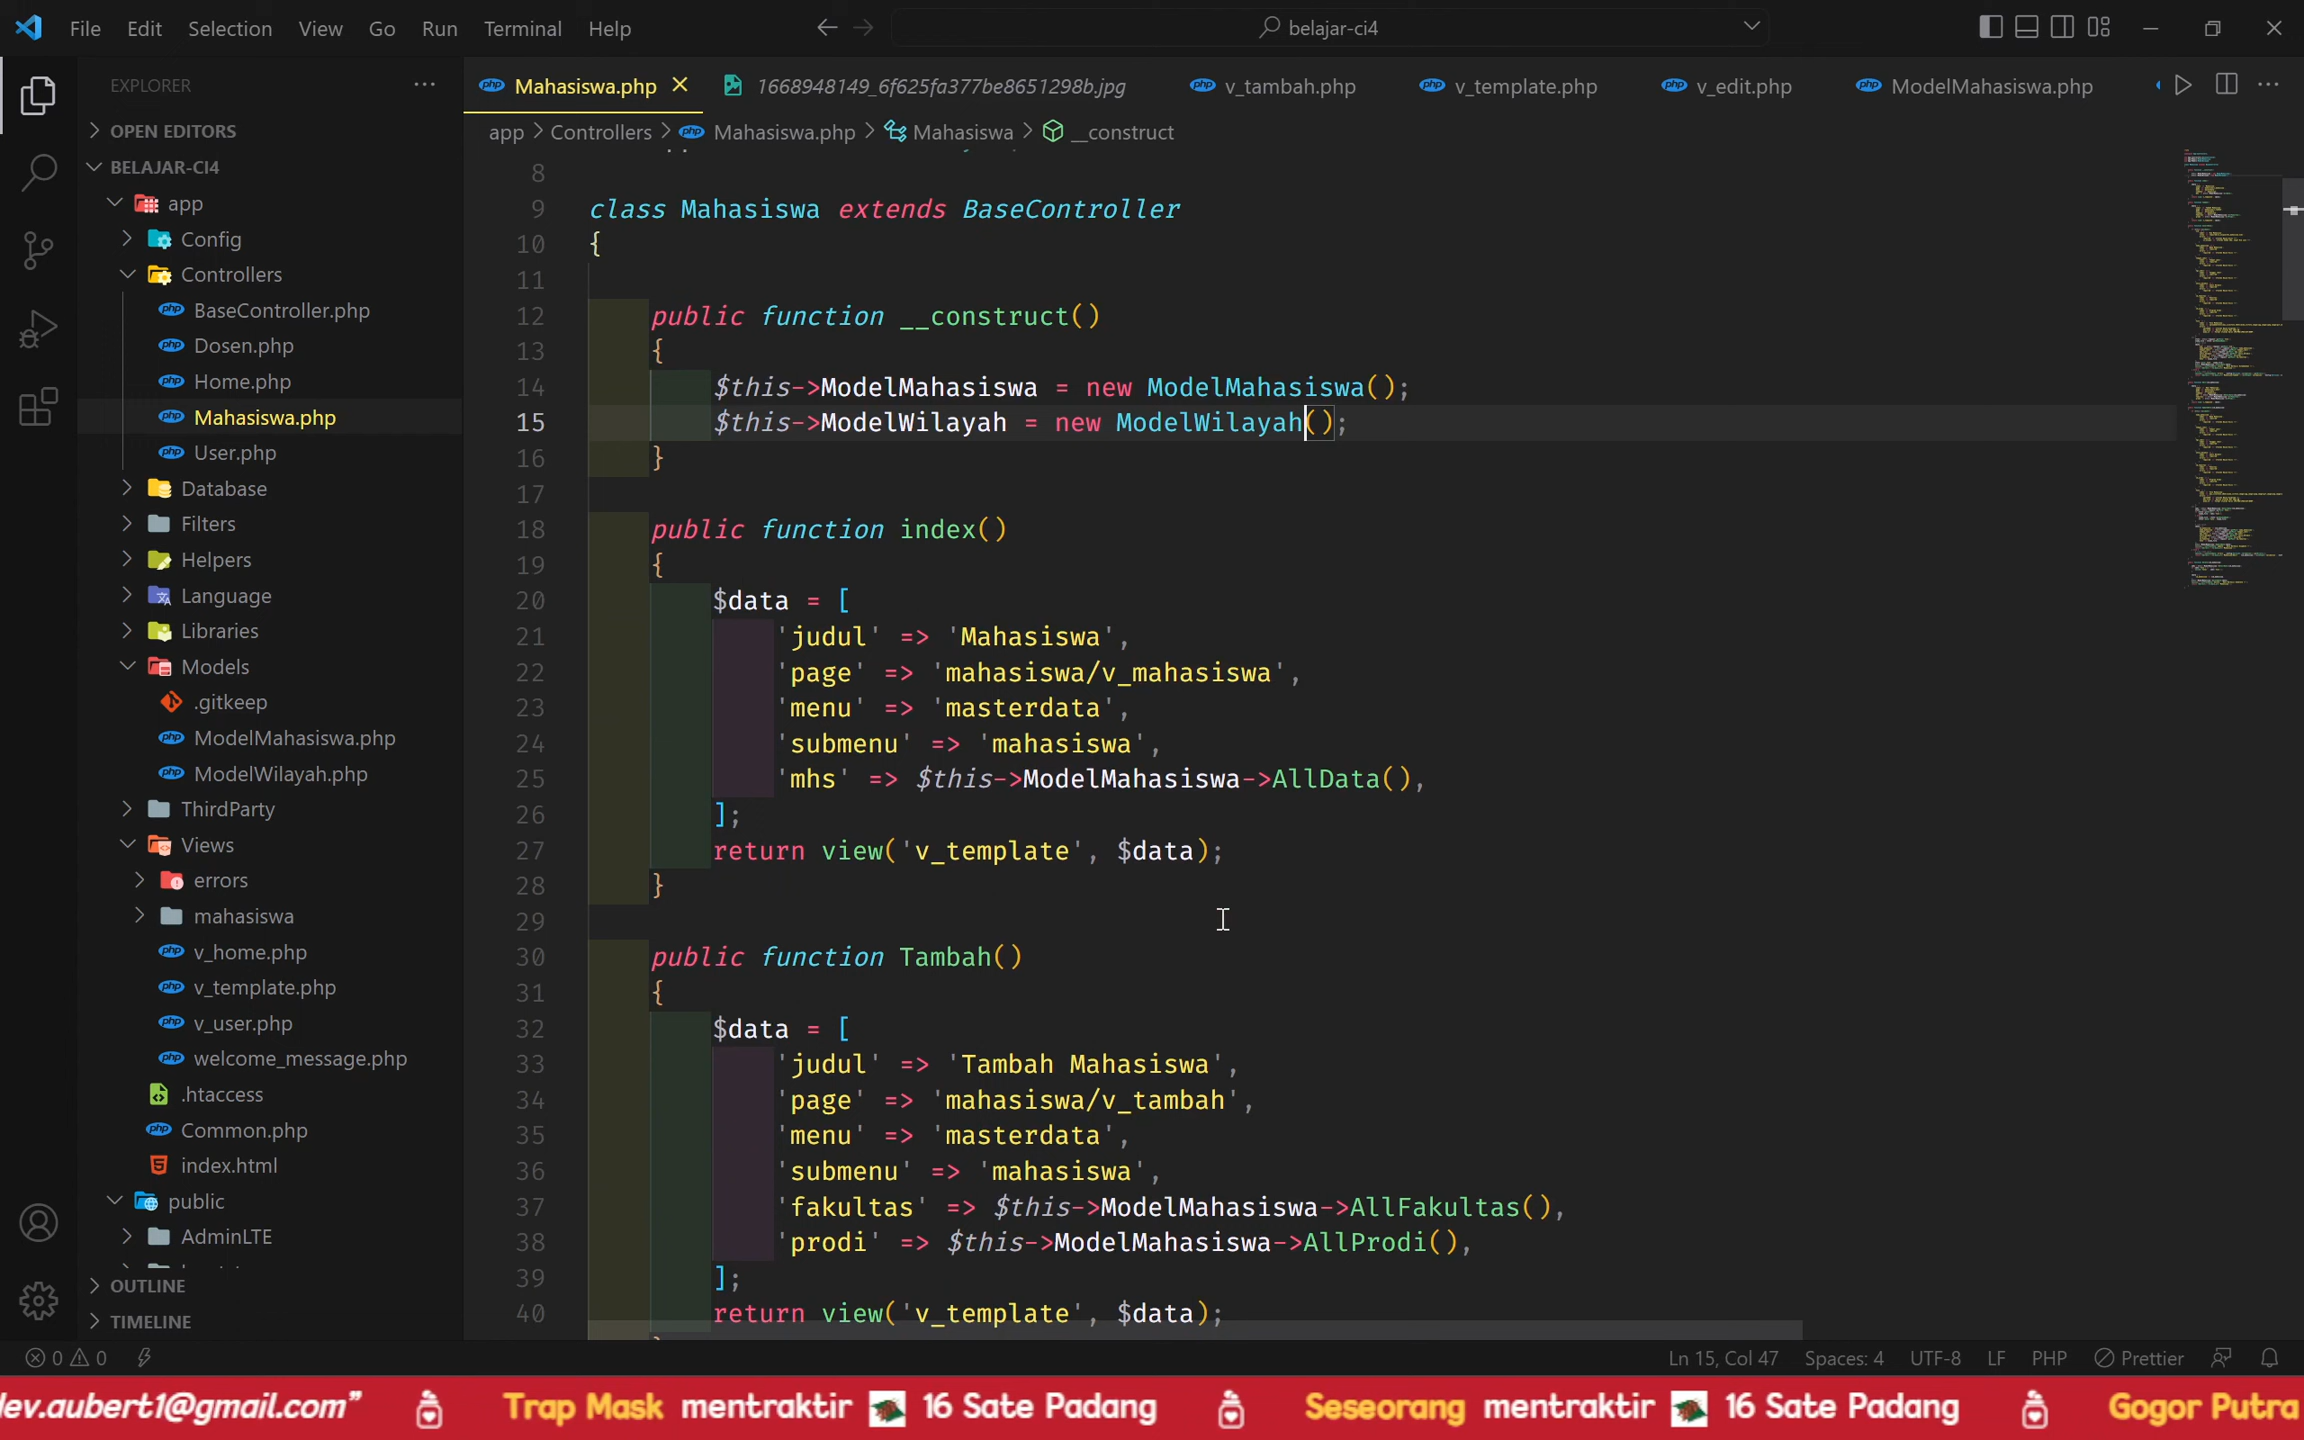 File Edit Selection View Go Run Terminal Help
belajar-ci4
EXPLORER
OPEN EDITORS
BELAJAR-CI4
app
Config
Controllers
BaseController.php
Dosen.php
Home.php
Mahasiswa.php
User.php
Database
Filters
Helpers
Language
Libraries
Models
.gitkeep
ModelMahasiswa.php
ModelWilayah.php
ThirdParty
Views
errors
mahasiswa
v_home.php
v_template.php
v_user.php
welcome_message.php
.htaccess
Common.php
index.html
public
AdminLTE
OUTLINE
TIMELINE
Mahasiswa.php 1668948149_6f625fa377be8651298b.jpg v_tambah.php v_template.php v_edit.php ModelMahasiswa.php
app > Controllers > Mahasiswa.php > Mahasiswa > __construct
8
9 class Mahasiswa extends BaseController
10 {
11
12 public function __construct()
13 {
14 $this->ModelMahasiswa = new ModelMahasiswa();
15 $this->ModelWilayah = new ModelWilayah();
16 }
17
18 public function index()
19 {
20 $data = [
21 'judul' => 'Mahasiswa',
22 'page' => 'mahasiswa/v_mahasiswa',
23 'menu' => 'masterdata',
24 'submenu' => 'mahasiswa',
25 'mhs' => $this->ModelMahasiswa->AllData(),
26 ];
27 return view('v_template', $data);
28 }
29
30 public function Tambah()
31 {
32 $data = [
33 'judul' => 'Tambah Mahasiswa',
34 'page' => 'mahasiswa/v_tambah',
35 'menu' => 'masterdata',
36 'submenu' => 'mahasiswa',
37 'fakultas' => $this->ModelMahasiswa->AllFakultas(),
38 'prodi' => $this->ModelMahasiswa->AllProdi(),
39 ];
40 return view('v_template', $data);
0 0 Ln 15, Col 47 Spaces: 4 UTF-8 LF PHP Prettier
lev.aubert1@gmail.com” Trap Mask mentraktir 16 Sate Padang Seseorang mentraktir 16 Sate Padang Gogor Putra